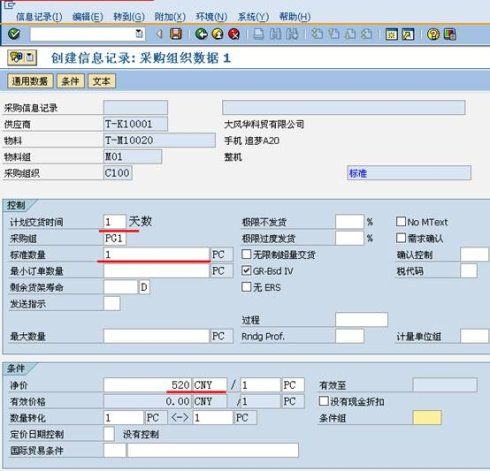 信息记录(I) 编辑(E) 转到(G) 附加(X) 环境(N) 系统(Y) 帮助(H)
创建信息记录: 采购组织数据 1
通用数据 条件 文本
采购信息记录
供应商 T-K10001 大风华科贸有限公司
物料 T-M10020 手机 追梦A20
物料组 M01 整机
采购组织 C100 标准
控制
计划交货时间 1 天数 极限不发货 % No MText
采购组 PG1 极限过度发货 % 需求确认
标准数量 1 PC 无限制超量交货 确认控制
最小订单数量 PC GR-Bsd IV 税代码
剩余货架寿命 D 无 ERS
发送指示
过程
最大数量 PC Rndg Prof. 计量单位组
条件
净价 520 CNY / 1 PC 有效至
有效价格 0.00 CNY /1 PC 没有现金折扣
数量转化 1 PC <-> 1 PC 条件组
定价日期控制 没有控制
国际贸易条件